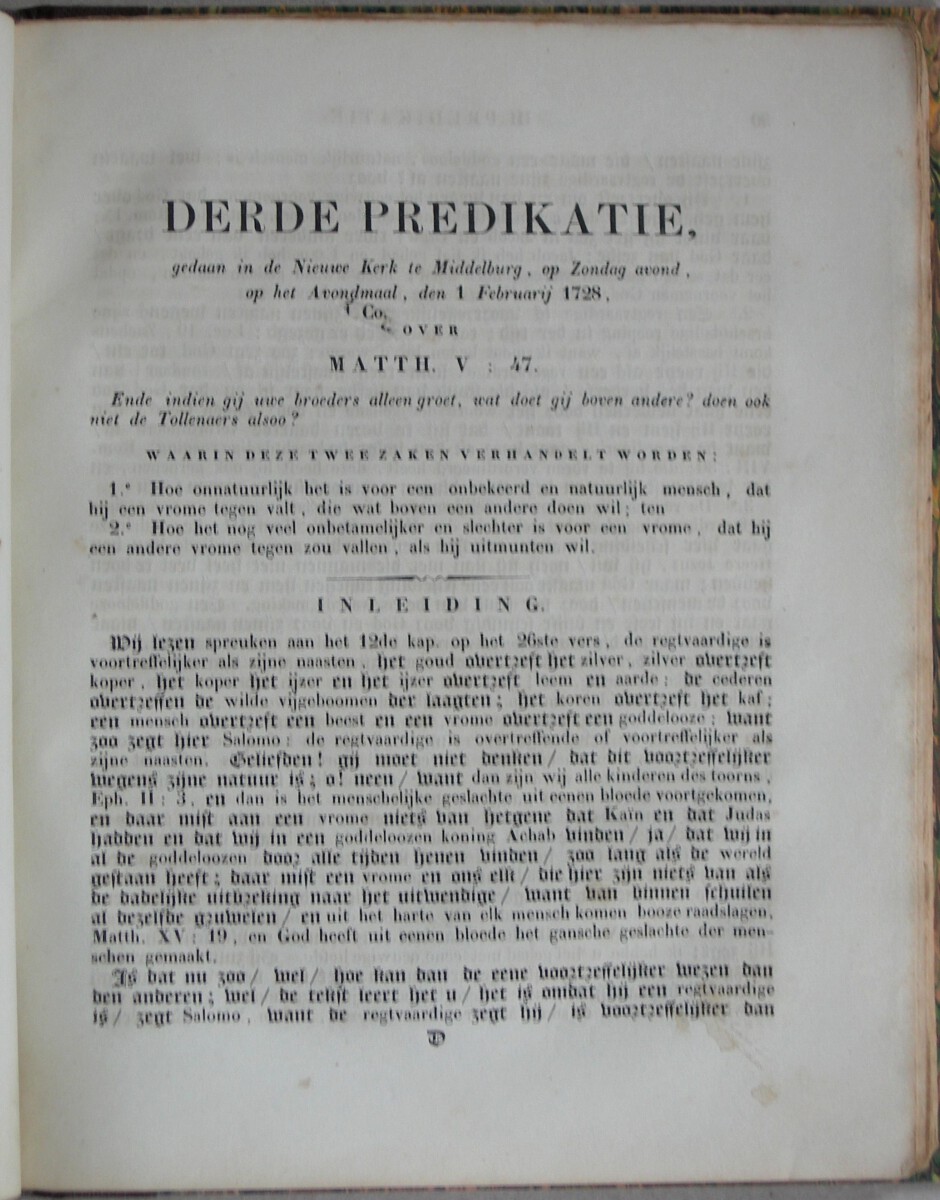 DERDE PREDIKATIE,
gedaan in de Nieuwe Kerk te Middelburg, op Zondag avond,
op het Avondmaal, den 1 Februarij 1728,
Co.
OVER
MATTH. V : 47.
Ende indien gij uwe broeders alleen groet, wat doet gij boven andere? doen ook
niet de Tollenaers alsoo?
WAARIN DEZE TWEE ZAKEN VERHANDELT WORDEN:
1.e Hoe onnatuurlijk het is voor een onbekeerd en natuurlijk mensch, dat
hij een vrome tegen valt, die wat boven een andere doen wil; ten
2.e Hoe het nog veel onbetamelijker en slechter is voor een vrome, dat hij
een andere vrome tegen zou vallen, als hij uitmunten wil.
INLEIDING.
Wij lezen spreuken aan het 12de kap. op het 26ste vers, de regtvaardige is
voortreffelijker als zijne naasten, het goud overtreft het zilver, zilver overtreft
koper, het koper het ijzer en het ijzer overtreft leem en aarde; de cederen
overtreffen de wilde vijgeboomen der laagten; het koren overtreft het kaf;
een mensch overtreft een beest en een vrome overtreft een goddelooze; Want
zoo zegt hier Salomo: de regtvaardige is overtreffende of voortreffelijker als
zijne naasten. Geliefden! gij moet niet denken/ dat dit voortreffelijker
wegens zijne natuur is; o! neen/ Want dan zijn wij alle kinderen des toorns,
Eph. II: 3, en dan is het menschelijke geslachte uit eenen bloede voortgekomen,
en daar mist aan een vrome niets van hetgene dat Kaïn en dat Judas
hadden en dat wij in een goddeloozen koning Achab vinden/ ja/ dat wij in
al de goddeloozen door alle tijden henen vinden/ zoo lang als de wereld
gestaan heeft; daar mist een vrome en ons elk/ die hier zijn niets van als
de dadelijke uitbreking naar het uitwendige/ Want van binnen schuilen
al dezelfde gruwelen/ en uit het harte van elk mensch komen booze raadslagen,
Matth. XV: 19, en God heeft uit eenen bloede het gansche geslachte der men-
schen gemaakt.
Is dat nu zoo/ wel/ hoe kan dan de eene voortreffelijker wezen dan
den anderen; wel/ de tekst leert het u/ het is omdat hij een regtvaardige
is/ zegt Salomo, Want de regtvaardige zegt hij/ is voortreffelijker dan
D